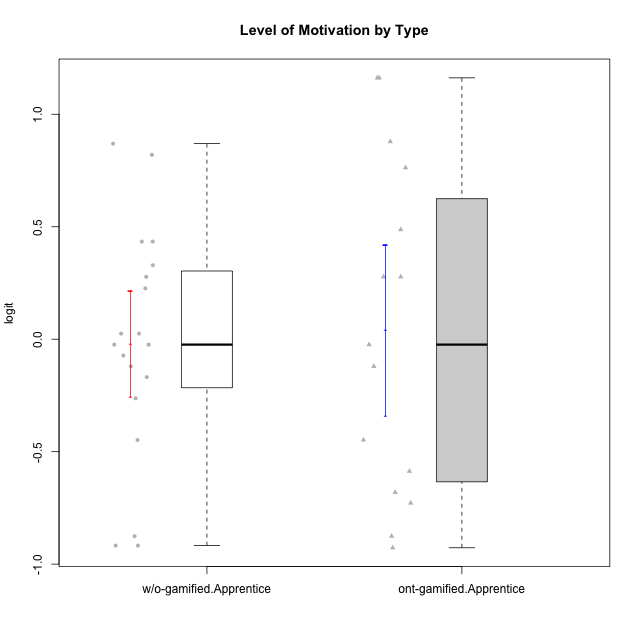 Level of Motivation by Type
logit
1.0
0.5
0.0
-0.5
-1.0
w/o-gamified.Apprentice
ont-gamified.Apprentice